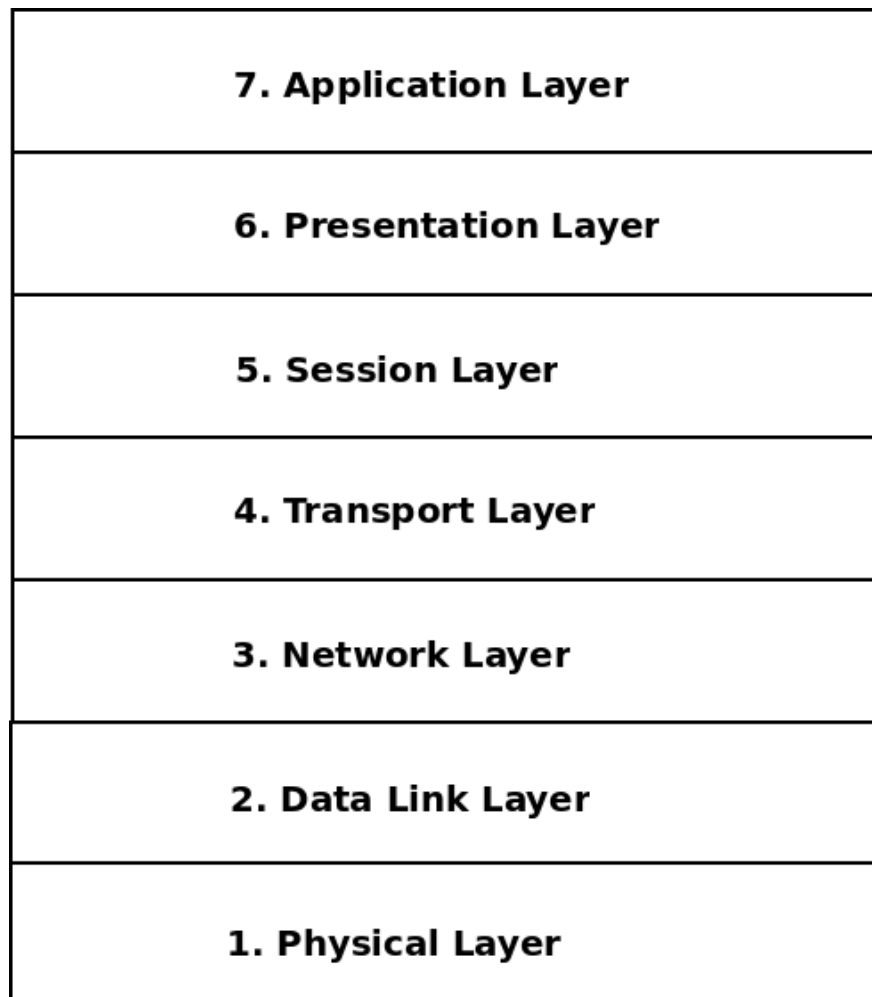 7. Application Layer
6. Presentation Layer
5. Session Layer
4. Transport Layer
3. Network Layer
2. Data Link Layer
1. Physical Layer